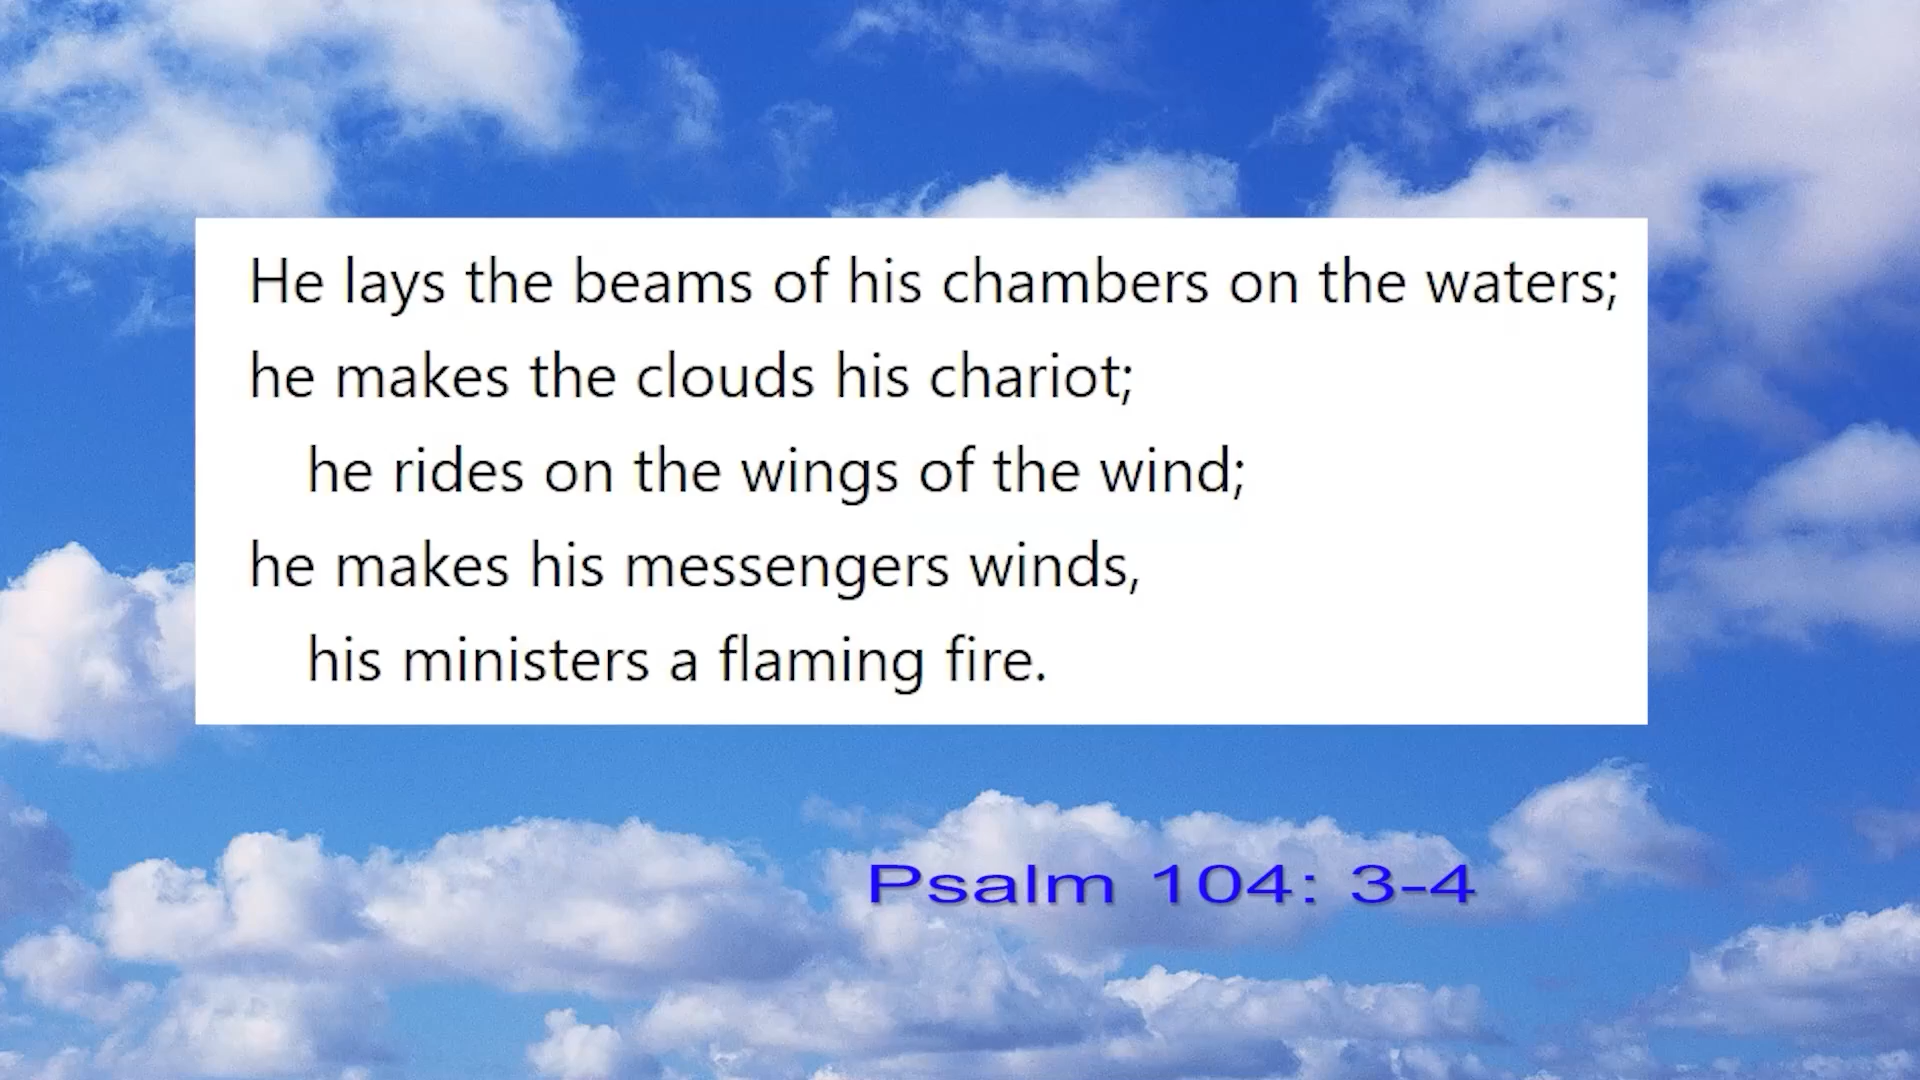 He lays the beams of his chambers on the waters;
he makes the clouds his chariot;
he rides on the wings of the wind;
he makes his messengers winds,
his ministers a flaming fire.
Psalm 104: 3-4